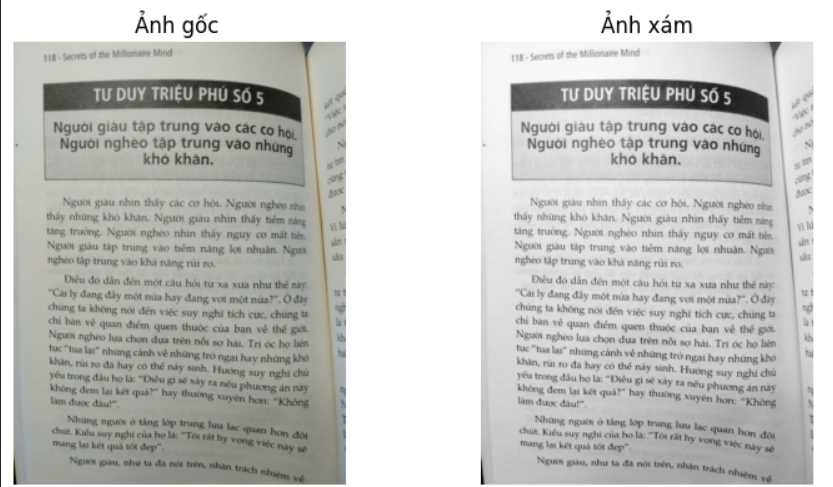 Ảnh gốc
118 - Secrets of the Millionaire Mind
TƯ DUY TRIỆU PHÚ SỐ 5
Người giàu tập trung vào các cơ hội.
Người nghèo tập trung vào những
khó khăn.
Người giàu nhìn thấy các cơ hội. Người nghèo nhìn
thấy những khó khăn. Người giàu nhìn thấy tiềm năng
tăng trưởng. Người nghèo nhìn thấy nguy cơ mất tiền.
Người giàu tập trung vào tiềm năng lợi nhuận. Người
nghèo tập trung vào khả năng rủi ro.
Điều đó dẫn đến một câu hỏi từ xa xưa như thế này:
"Cái ly đang đầy một nửa hay đang vơi một nửa?". Ở đây
chúng ta không nói đến việc suy nghĩ tích cực, chúng ta
chỉ bàn về quan điểm quen thuộc của bạn về thế giới.
Người nghèo lựa chọn dựa trên nỗi sợ hãi. Trí óc họ liên
tục "tua lại" những cảnh về những trở ngại hay những khó
khăn, rủi ro đã hay có thể nảy sinh. Hướng suy nghĩ chủ
yếu trong đầu họ là: "Điều gì sẽ xảy ra nếu phương án này
không đem lại kết quả?" hay thường xuyên hơn: "Không
làm được đâu!".
Những người ở tầng lớp trung lưu lạc quan hơn đôi
chút. Kiểu suy nghĩ của họ là: "Tôi rất hy vọng việc này sẽ
mang lại kết quả tốt đẹp".
Người giàu, như ta đã nói trên, nhận trách nhiệm về
Ảnh xám
118 - Secrets of the Millionaire Mind
TƯ DUY TRIỆU PHÚ SỐ 5
Người giàu tập trung vào các cơ hội.
Người nghèo tập trung vào những
khó khăn.
Người giàu nhìn thấy các cơ hội. Người nghèo nhìn
thấy những khó khăn. Người giàu nhìn thấy tiềm năng
tăng trưởng. Người nghèo nhìn thấy nguy cơ mất tiền.
Người giàu tập trung vào tiềm năng lợi nhuận. Người
nghèo tập trung vào khả năng rủi ro.
Điều đó dẫn đến một câu hỏi từ xa xưa như thế này:
"Cái ly đang đầy một nửa hay đang vơi một nửa?". Ở đây
chúng ta không nói đến việc suy nghĩ tích cực, chúng ta
chỉ bàn về quan điểm quen thuộc của bạn về thế giới.
Người nghèo lựa chọn dựa trên nỗi sợ hãi. Trí óc họ liên
tục "tua lại" những cảnh về những trở ngại hay những khó
khăn, rủi ro đã hay có thể nảy sinh. Hướng suy nghĩ chủ
yếu trong đầu họ là: "Điều gì sẽ xảy ra nếu phương án này
không đem lại kết quả?" hay thường xuyên hơn: "Không
làm được đâu!".
Những người ở tầng lớp trung lưu lạc quan hơn đôi
chút. Kiểu suy nghĩ của họ là: "Tôi rất hy vọng việc này sẽ
mang lại kết quả tốt đẹp".
Người giàu, như ta đã nói trên, nhận trách nhiệm về